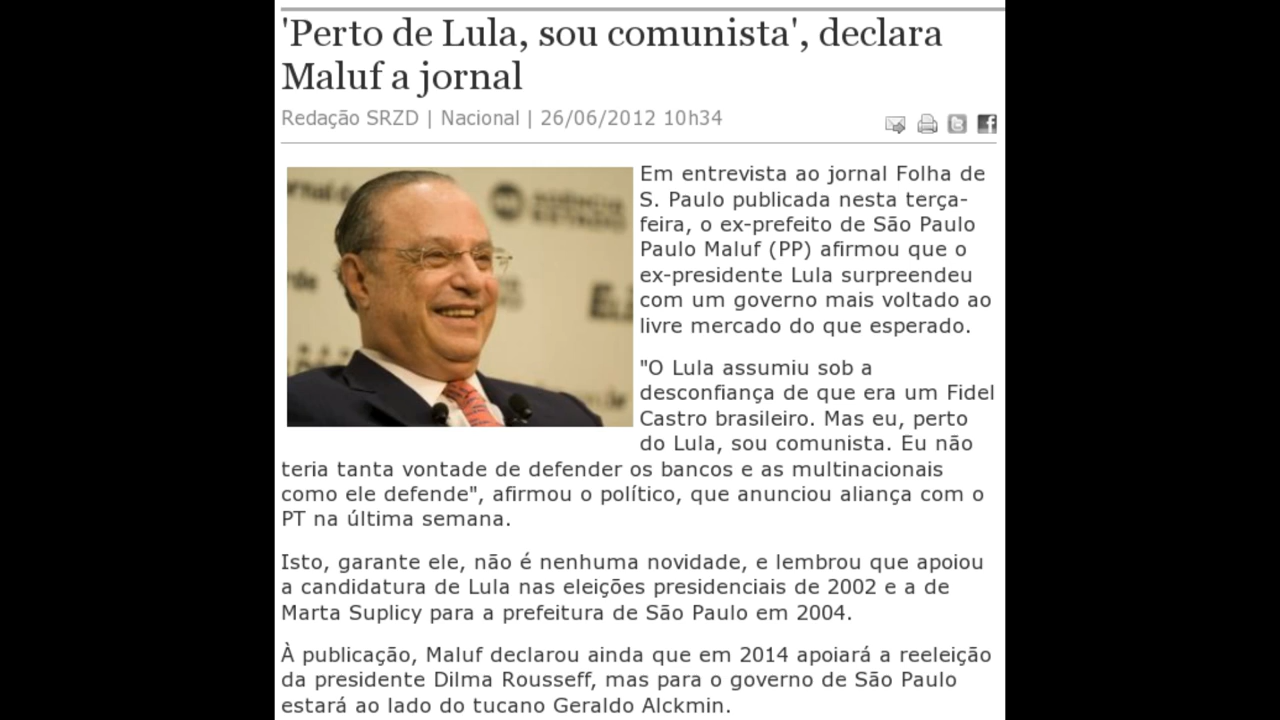 'Perto de Lula, sou comunista', declara
Maluf a jornal
Redação SRZD | Nacional | 26/06/2012 10h34
Em entrevista ao jornal Folha de
S. Paulo publicada nesta terça-
feira, o ex-prefeito de São Paulo
Paulo Maluf (PP) afirmou que o
ex-presidente Lula surpreendeu
com um governo mais voltado ao
livre mercado do que esperado.
"O Lula assumiu sob a
desconfiança de que era um Fidel
Castro brasileiro. Mas eu, perto
do Lula, sou comunista. Eu não
teria tanta vontade de defender os bancos e as multinacionais
como ele defende", afirmou o político, que anunciou aliança com o
PT na última semana.
Isto, garante ele, não é nenhuma novidade, e lembrou que apoiou
a candidatura de Lula nas eleições presidenciais de 2002 e a de
Marta Suplicy para a prefeitura de São Paulo em 2004.
À publicação, Maluf declarou ainda que em 2014 apoiará a reeleição
da presidente Dilma Rousseff, mas para o governo de São Paulo
estará ao lado do tucano Geraldo Alckmin.